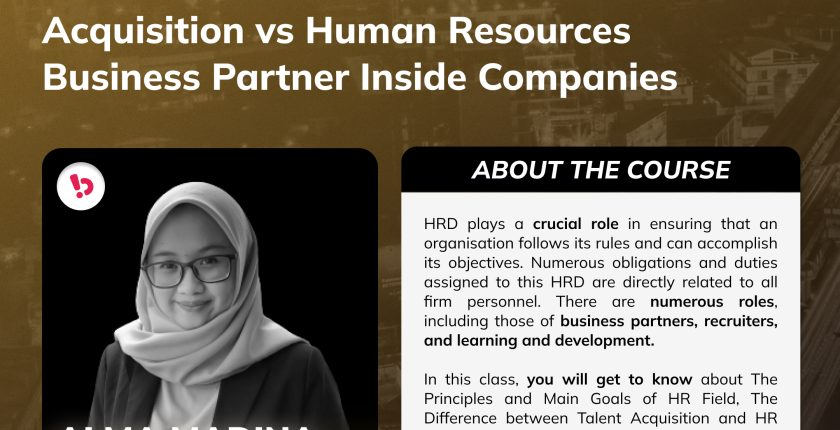 Acquisition vs Human Resources
Business Partner Inside Companies
ABOUT THE COURSE
HRD plays a crucial role in ensuring that an
organisation follows its rules and can accomplish
its objectives. Numerous obligations and duties
assigned to this HRD are directly related to all
firm personnel. There are numerous roles,
including those of business partners, recruiters,
and learning and development.
In this class, you will get to know about The
Principles and Main Goals of HR Field, The
Difference between Talent Acquisition and HR